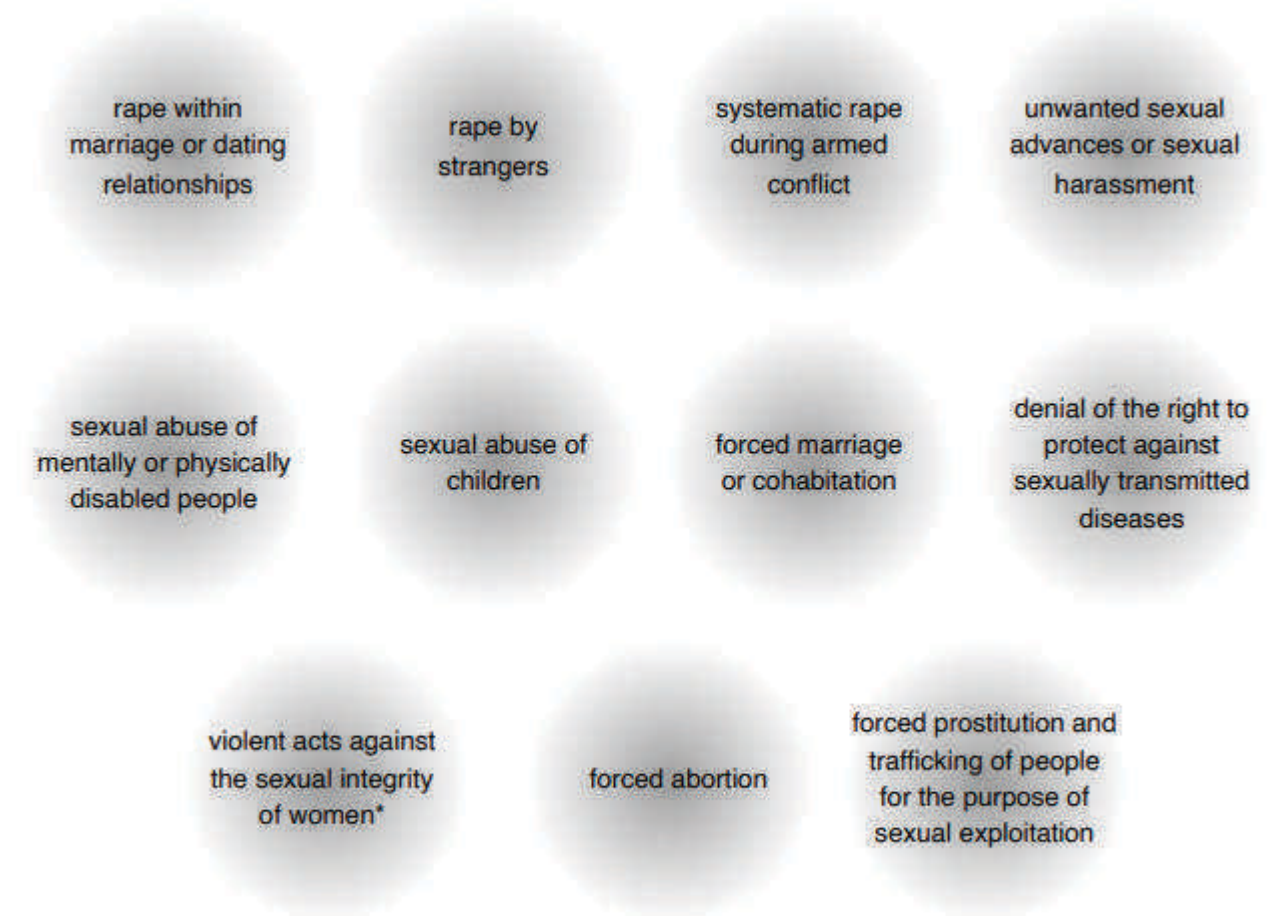 rape within
marriage or dating
relationships
rape by
strangers
systematic rape
during armed
conflict
unwanted sexual
advances or sexual
harassment
sexual abuse of
mentally or physically
disabled people
sexual abuse of
children
forced marriage
or cohabitation
denial of the right to
protect against
sexually transmitted
diseases
violent acts against
the sexual integrity
of women*
forced abortion
forced prostitution and
trafficking of people
for the purpose of
sexual exploitation